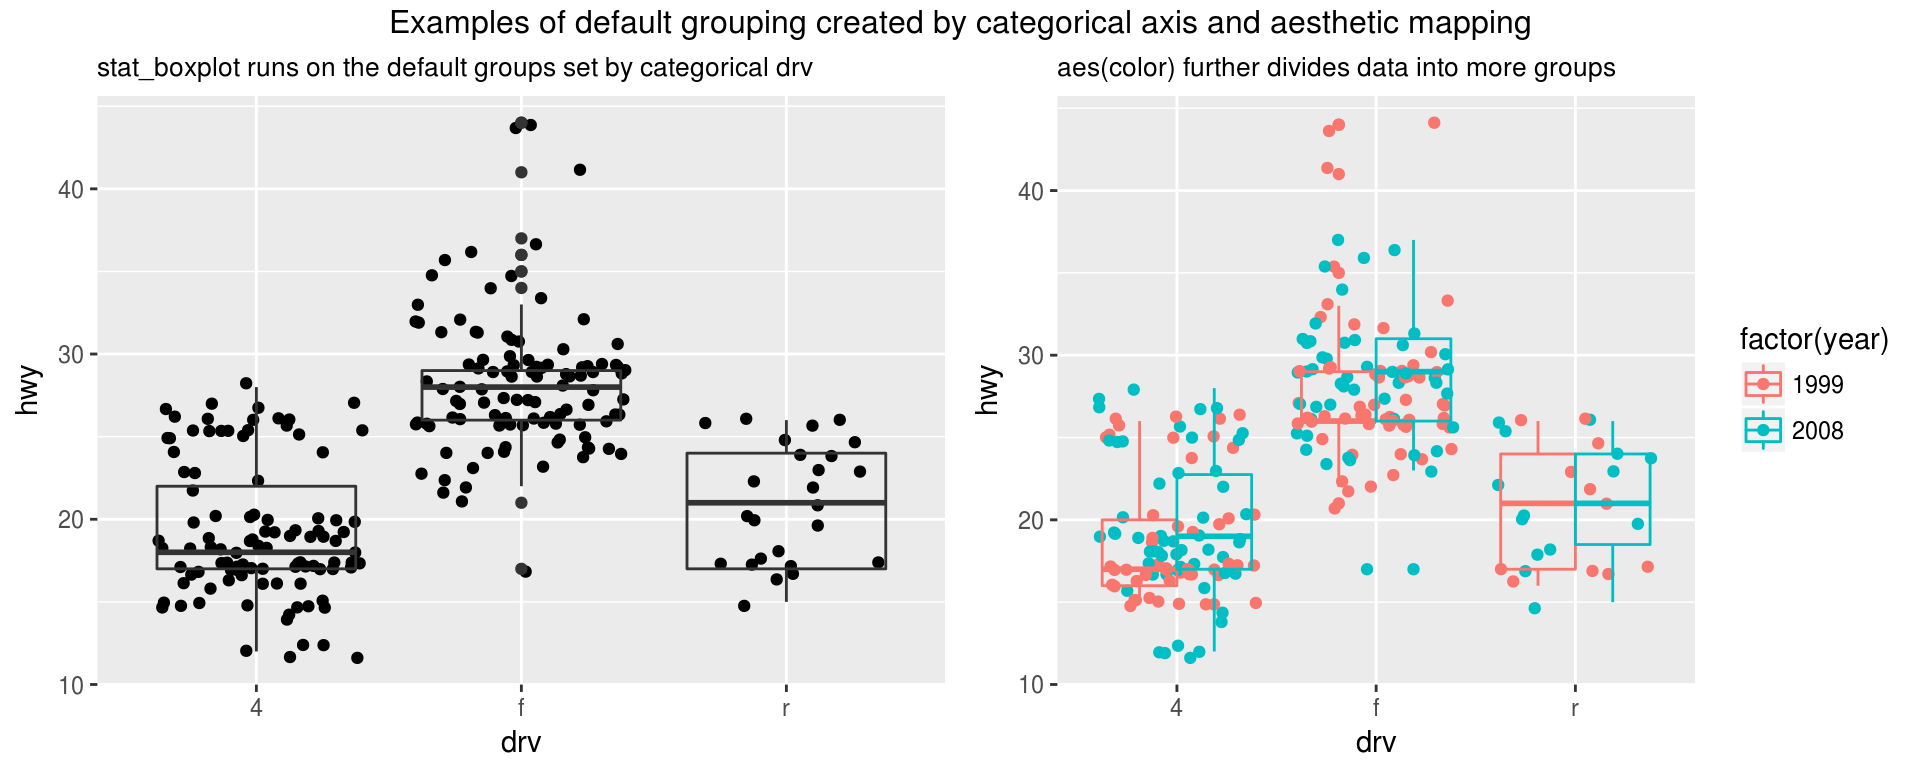 Examples of default grouping created by categorical axis and aesthetic mapping
stat_boxplot runs on the default groups set by categorical drv
hwy
40
30
20
10
4 f r
drv
aes(color) further divides data into more groups
hwy
40
30
20
10
4 f r
drv
factor(year)
1999
2008